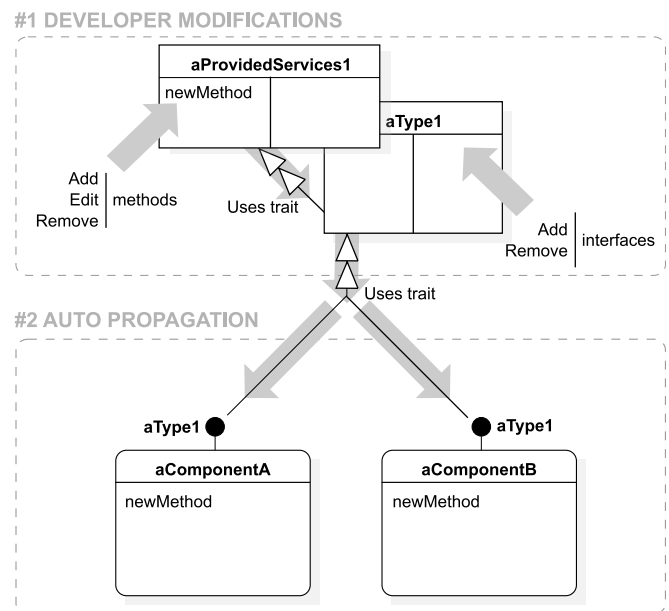 #1 DEVELOPER MODIFICATIONS
aProvidedServices1
newMethod
aType1
Add
Edit
Remove
methods
Uses trait
Add
Remove
interfaces
Uses trait
#2 AUTO PROPAGATION
aType1
aType1
aComponentA
aComponentB
newMethod
newMethod